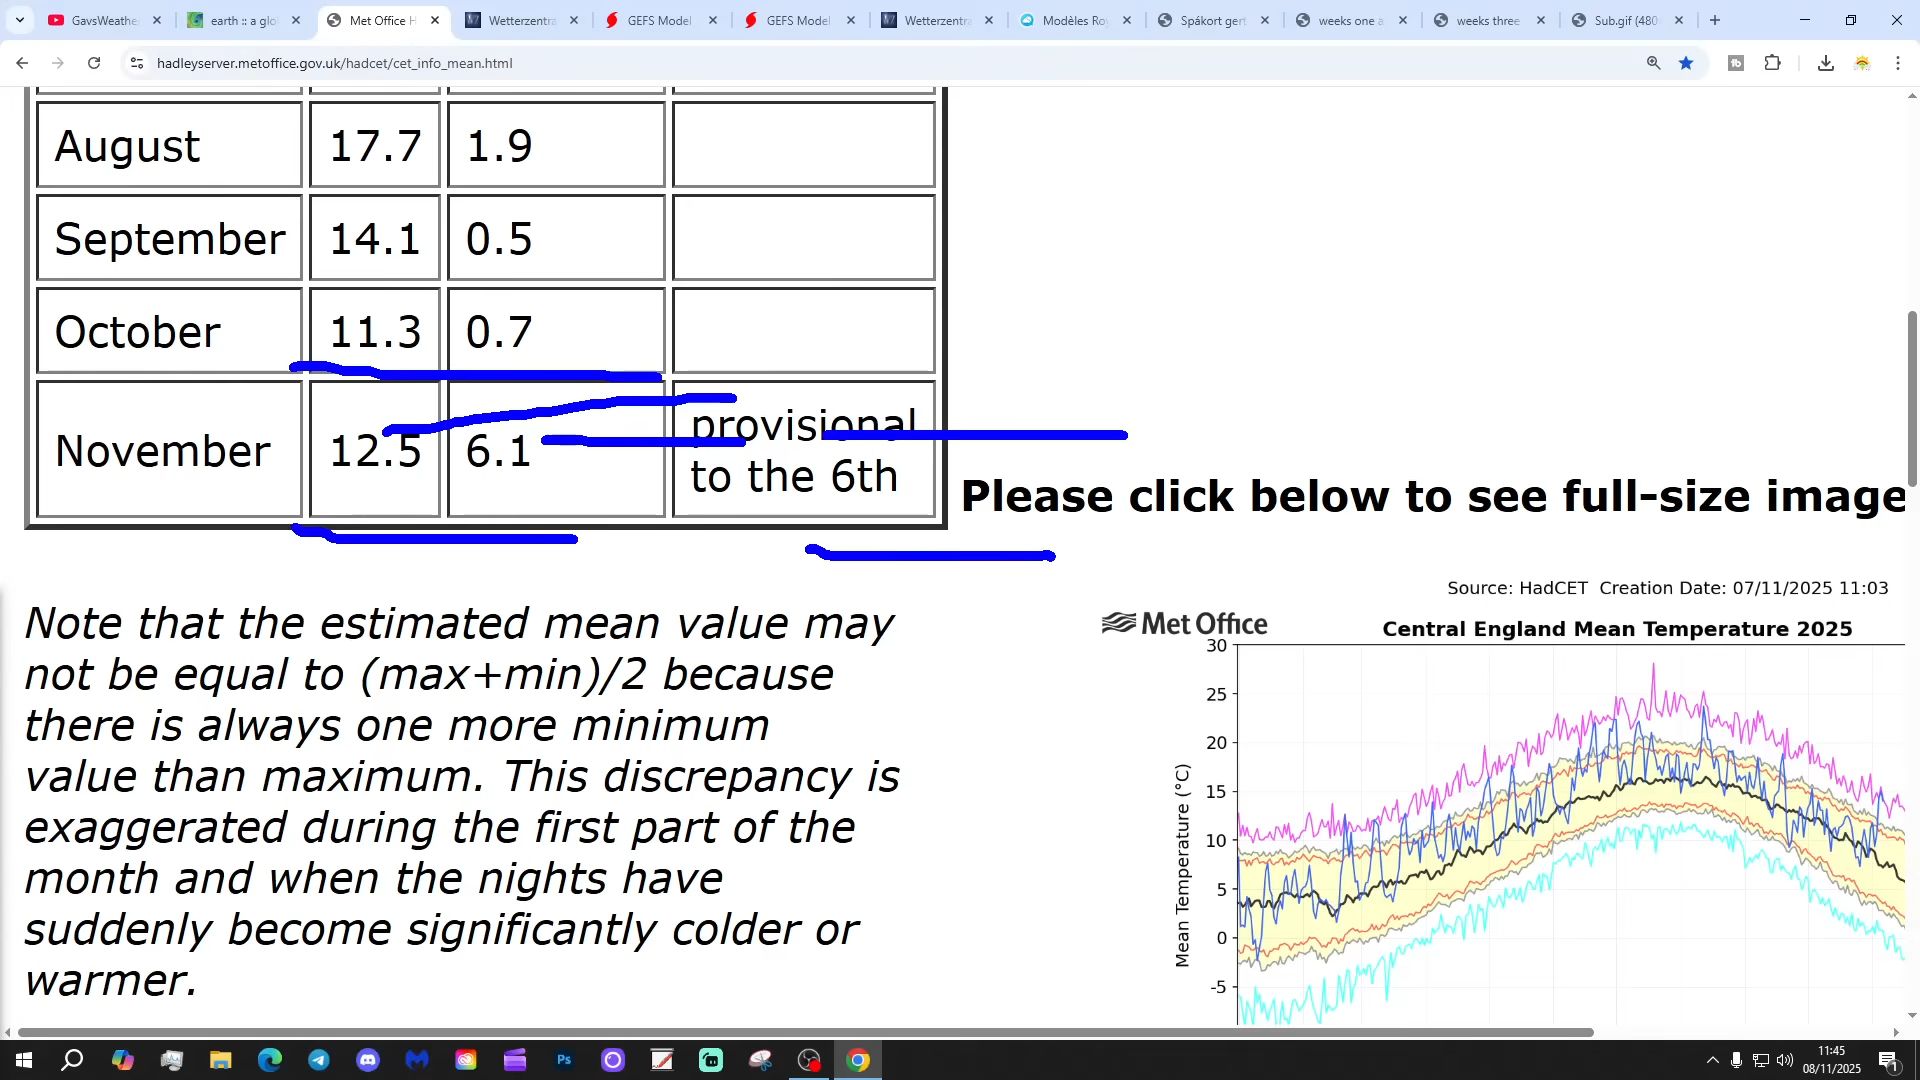 GavsWeathe
earth :: a glo
Met Office H
Wetterzentra
GEFS Model
GEFS Model
Wetterzentra
Modèles Roy
Spákort gert
weeks one a
weeks three
Sub.gif (480
hadleyserver.metoffice.gov.uk/hadcet/cet_info_mean.html
August 17.7 1.9
September 14.1 0.5
October 11.3 0.7
November 12.5 6.1 provisional
to the 6th
Please click below to see full-size image
Note that the estimated mean value may
not be equal to (max+min)/2 because
there is always one more minimum
value than maximum. This discrepancy is
exaggerated during the first part of the
month and when the nights have
suddenly become significantly colder or
warmer.
Source: HadCET Creation Date: 07/11/2025 11:03
Met Office
Central England Mean Temperature 2025
Mean Temperature (°C)
30
25
20
15
10
5
0
-5
Ps
11:45
08/11/2025
1